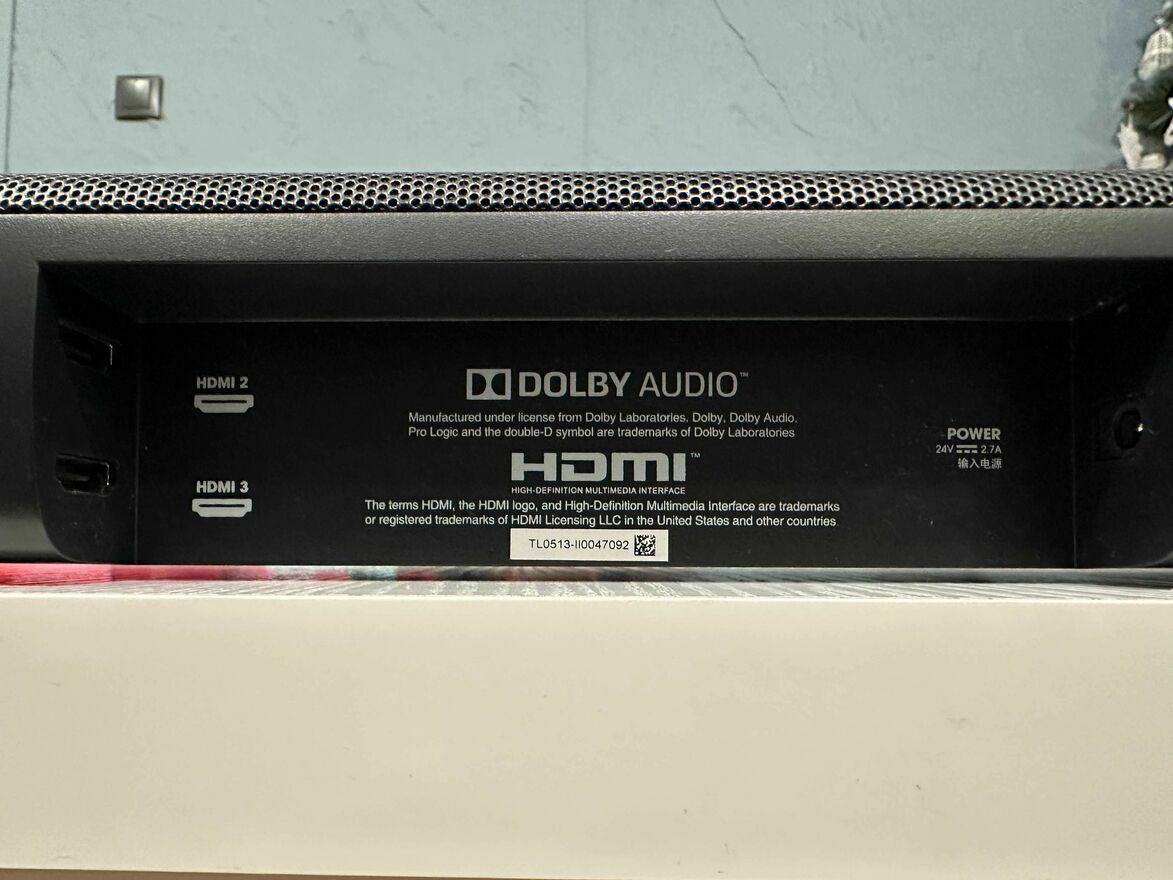 HDMI 2
HDMI 3
DOLBY AUDIO™
Manufactured under license from Dolby Laboratories. Dolby, Dolby Audio,
Pro Logic and the double-D symbol are trademarks of Dolby Laboratories
HDMI™
HIGH-DEFINITION MULTIMEDIA INTERFACE
The terms HDMI, the HDMI logo, and High-Definition Multimedia Interface are trademarks
or registered trademarks of HDMI Licensing LLC in the United States and other countries
TL0513-II0047092
POWER
24V ⎓ 2.7A
输入电源